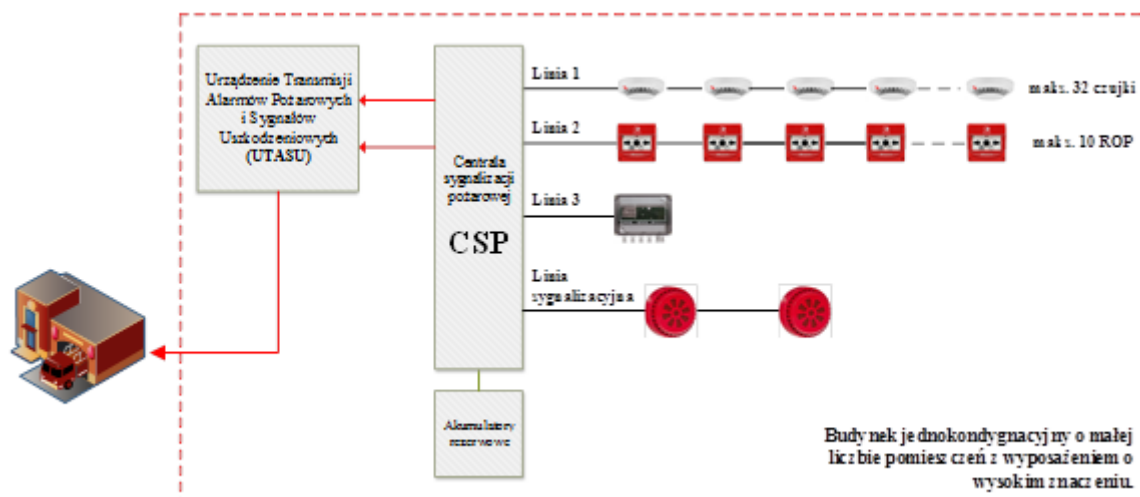 Urządzenie Transmisji
Alarmów Pożarowych
i Sygnałów
Uszkodzeniowych
(UTASU)
Centrala
sygnalizacji
pożarowej
CSP
Linia 1
maks. 32 czujki
Linia 2
maks. 10 ROP
Linia 3
Linia
sygnalizacyjna
Akumulatory
rezerwowe
Budynek jednokondygnacyjny o małej
liczbie pomieszczeń z wyposażeniem o
wysokim znaczeniu.